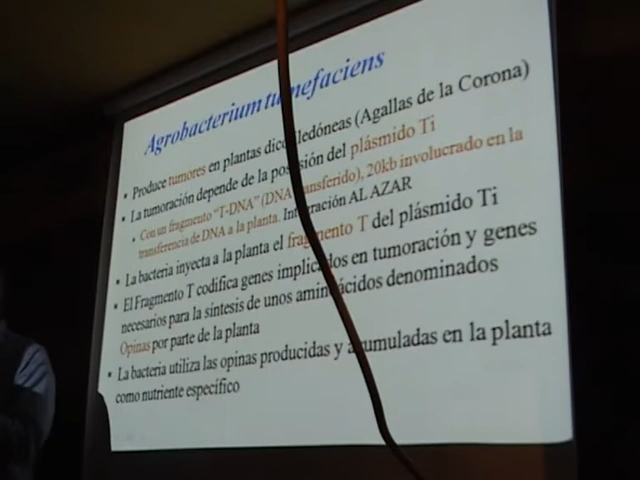 Agrobacterium tumefaciens
• Produce tumores en plantas dicotiledóneas (Agallas de la Corona)
• La tumoración depende de la posesión del plásmido Ti
• Con un fragmento "T-DNA" (DNA transferido), 20kb involucrado en la
transferencia de DNA a la planta. Integración AL AZAR
• La bacteria inyecta a la planta el fragmento T del plásmido Ti
• El Fragmento T codifica genes implicados en tumoración y genes
necesarios para la síntesis de unos aminoácidos denominados
Opinas por parte de la planta
• La bacteria utiliza las opinas producidas y acumuladas en la planta
como nutriente específico